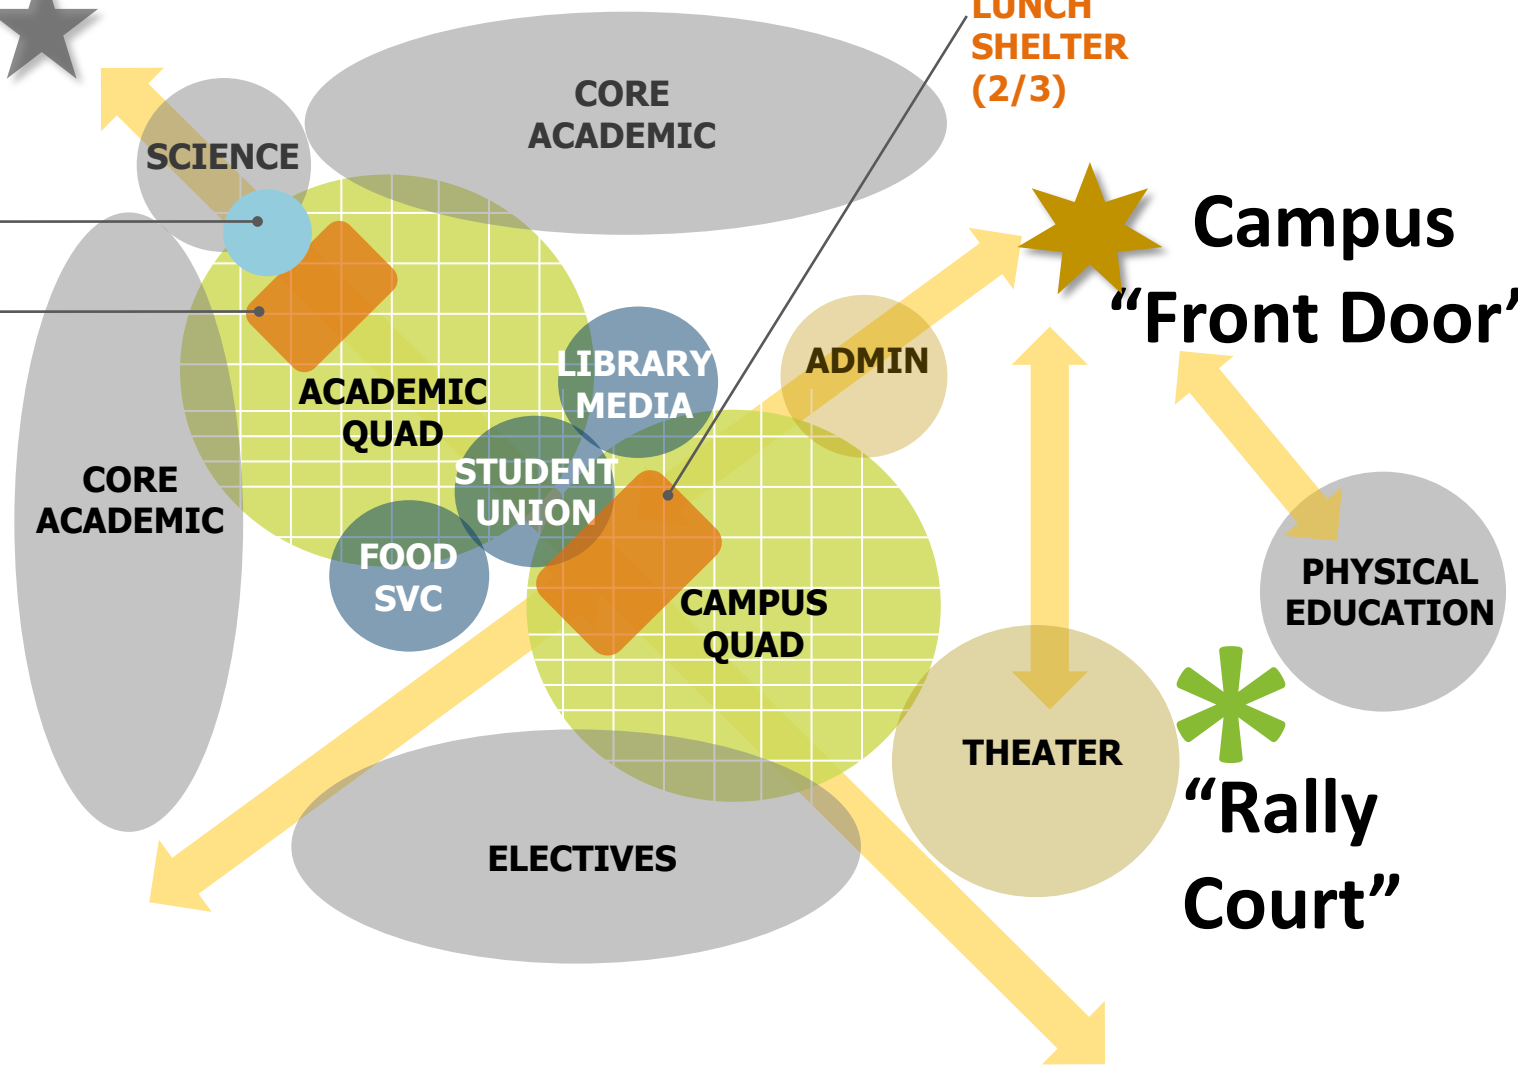 LUNCH
SHELTER
(2/3)
CORE
ACADEMIC
SCIENCE
Campus
“Front Door”
LIBRARY
MEDIA
ADMIN
ACADEMIC
QUAD
STUDENT
UNION
CORE
ACADEMIC
FOOD
SVC
CAMPUS
QUAD
PHYSICAL
EDUCATION
THEATER
“Rally
Court”
ELECTIVES